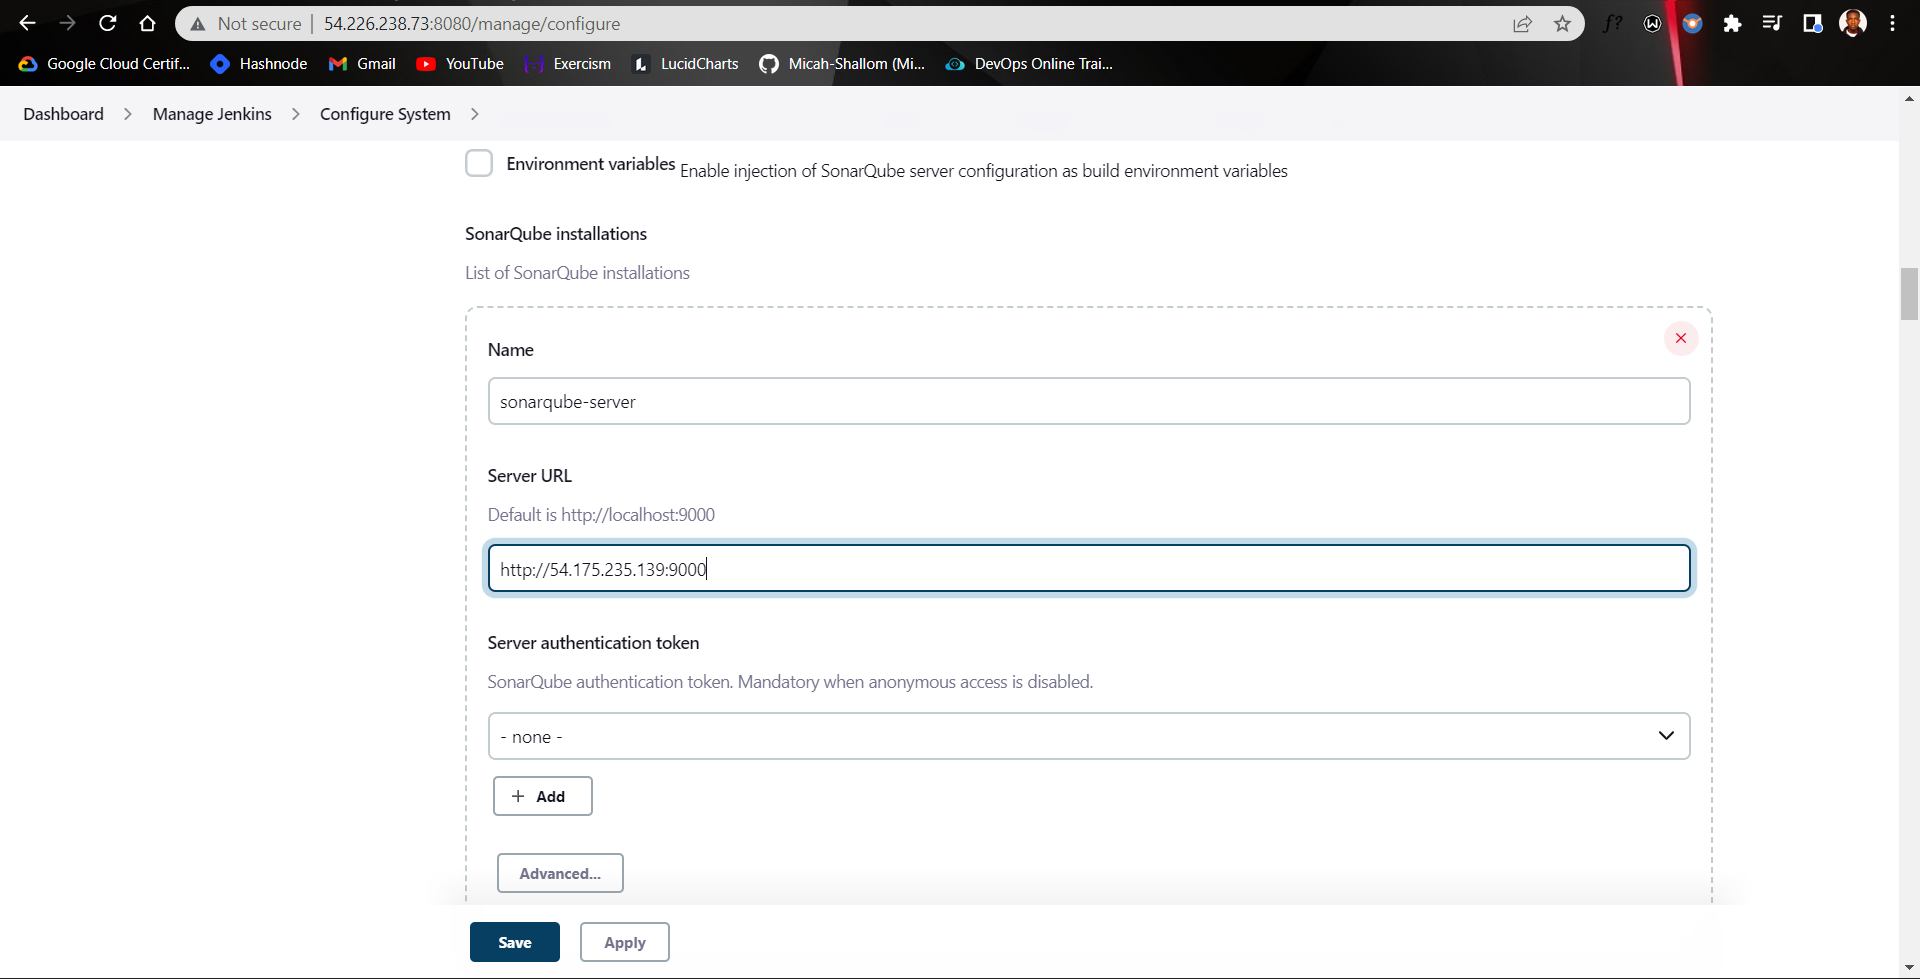 Not secure | 54.226.238.73:8080/manage/configure
f?
Google Cloud Certif... Hashnode Gmail YouTube Exercism LucidCharts Micah-Shallom (Mi... DevOps Online Trai...
Dashboard > Manage Jenkins > Configure System >
Environment variables Enable injection of SonarQube server configuration as build environment variables
SonarQube installations
List of SonarQube installations
Name
sonarqube-server
Server URL
Default is http://localhost:9000
http://54.175.235.139:9000
Server authentication token
SonarQube authentication token. Mandatory when anonymous access is disabled.
- none -
+ Add
Advanced...
Save Apply